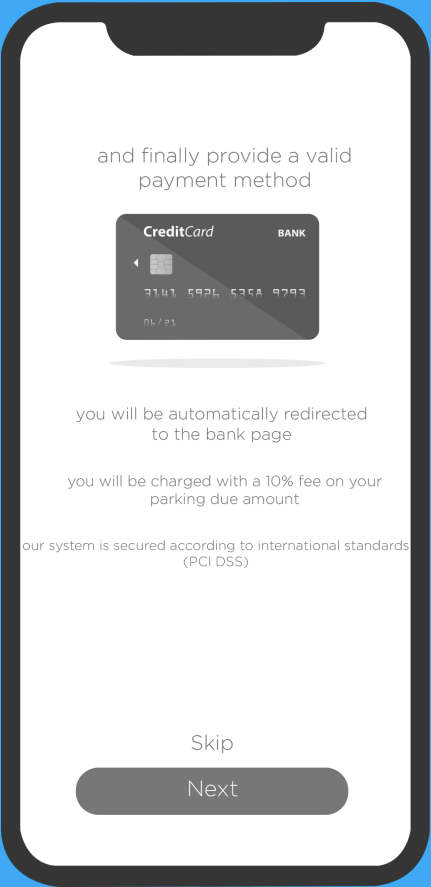 and finally provide a valid
payment method
CreditCard BANK
3141 5926 5358 9793
06/21
you will be automatically redirected
to the bank page
you will be charged with a 10% fee on your
parking due amount
our system is secured according to international standards
(PCI DSS)
Skip
Next